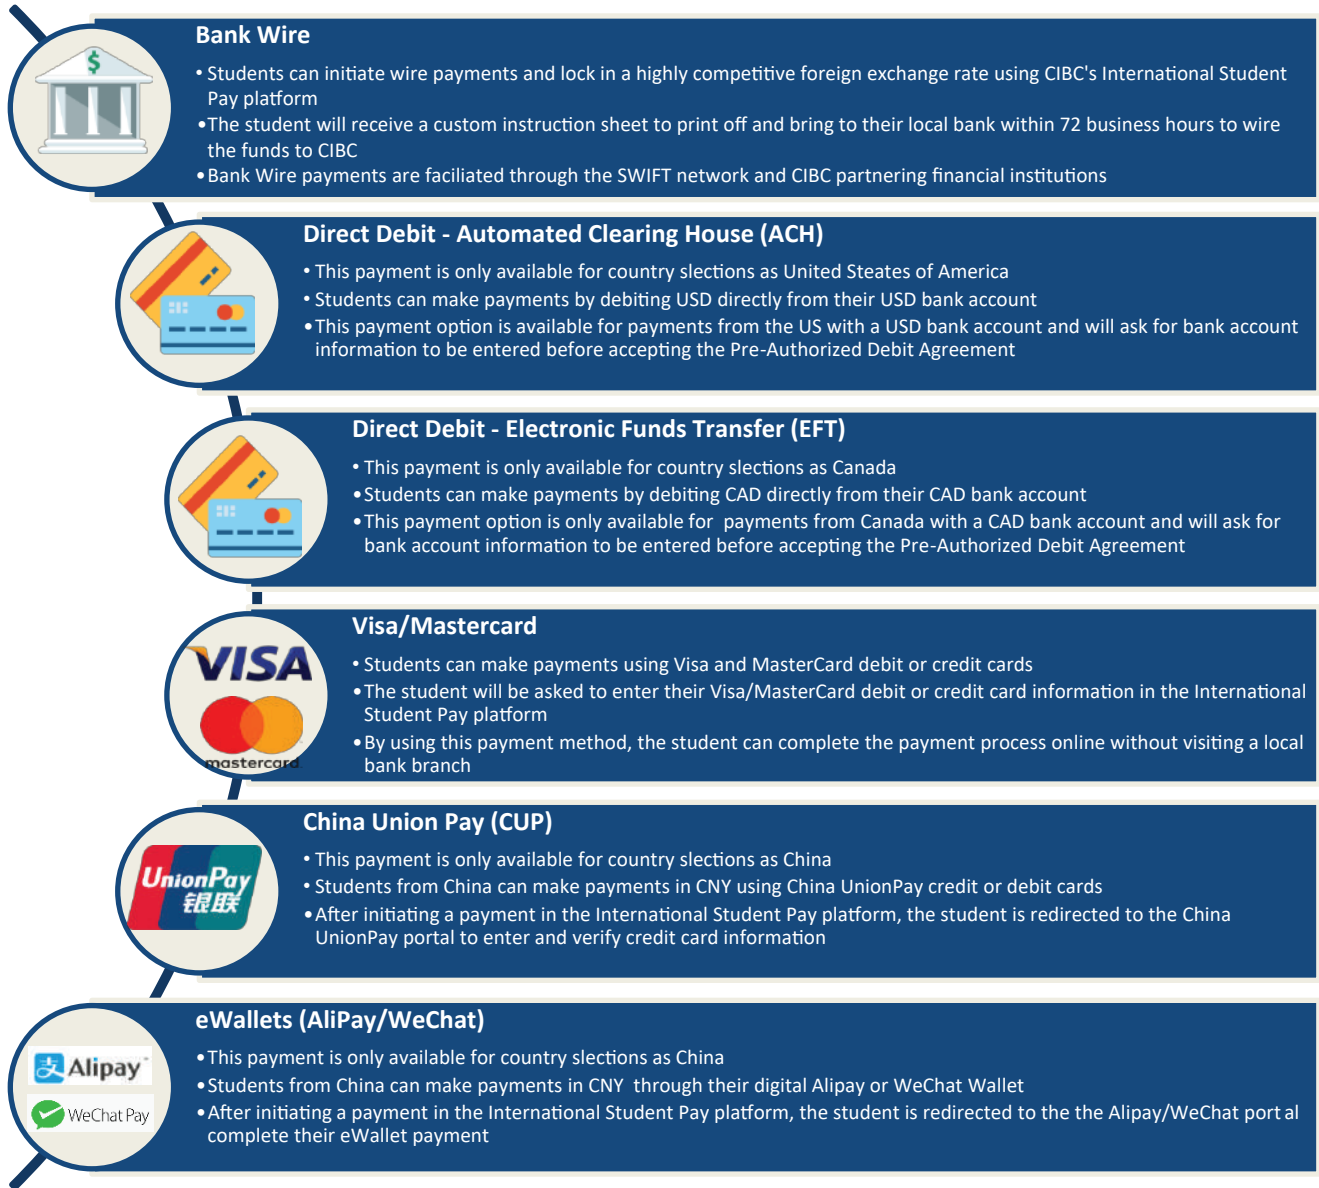 Bank Wire
• Students can initiate wire payments and lock in a highly competitive foreign exchange rate using CIBC's International Student
Pay platform
•The student will receive a custom instruction sheet to print off and bring to their local bank within 72 business hours to wire
the funds to CIBC
•Bank Wire payments are faciliated through the SWIFT network and CIBC partnering financial institutions
$
Direct Debit - Automated Clearing House (ACH)
• This payment is only available for country slections as United Steates of America
• Students can make payments by debiting USD directly from their USD bank account
•This payment option is available for payments from the US with a USD bank account and will ask for bank account
information to be entered before accepting the Pre-Authorized Debit Agreement
Direct Debit - Electronic Funds Transfer (EFT)
• This payment is only available for country slections as Canada
•Students can make payments by debiting CAD directly from their CAD bank account
•This payment option is only available for payments from Canada with a CAD bank account and will ask for
bank account information to be entered before accepting the Pre-Authorized Debit Agreement
Visa/Mastercard
• Students can make payments using Visa and MasterCard debit or credit cards
•The student will be asked to enter their Visa/MasterCard debit or credit card information in the International
Student Pay platform
•By using this payment method, the student can complete the payment process online without visiting a local
bank branch
VISA
mastercard
China Union Pay (CUP)
• This payment is only available for country slections as China
• Students from China can make payments in CNY using China UnionPay credit or debit cards
•After initiating a payment in the International Student Pay platform, the student is redirected to the China
UnionPay portal to enter and verify credit card information
UnionPay
银联
eWallets (AliPay/WeChat)
•This payment is only available for country slections as China
•Students from China can make payments in CNY through their digital Alipay or WeChat Wallet
•After initiating a payment in the International Student Pay platform, the student is redirected to the the Alipay/WeChat port al
complete their eWallet payment
支 Alipay
WeChat Pay